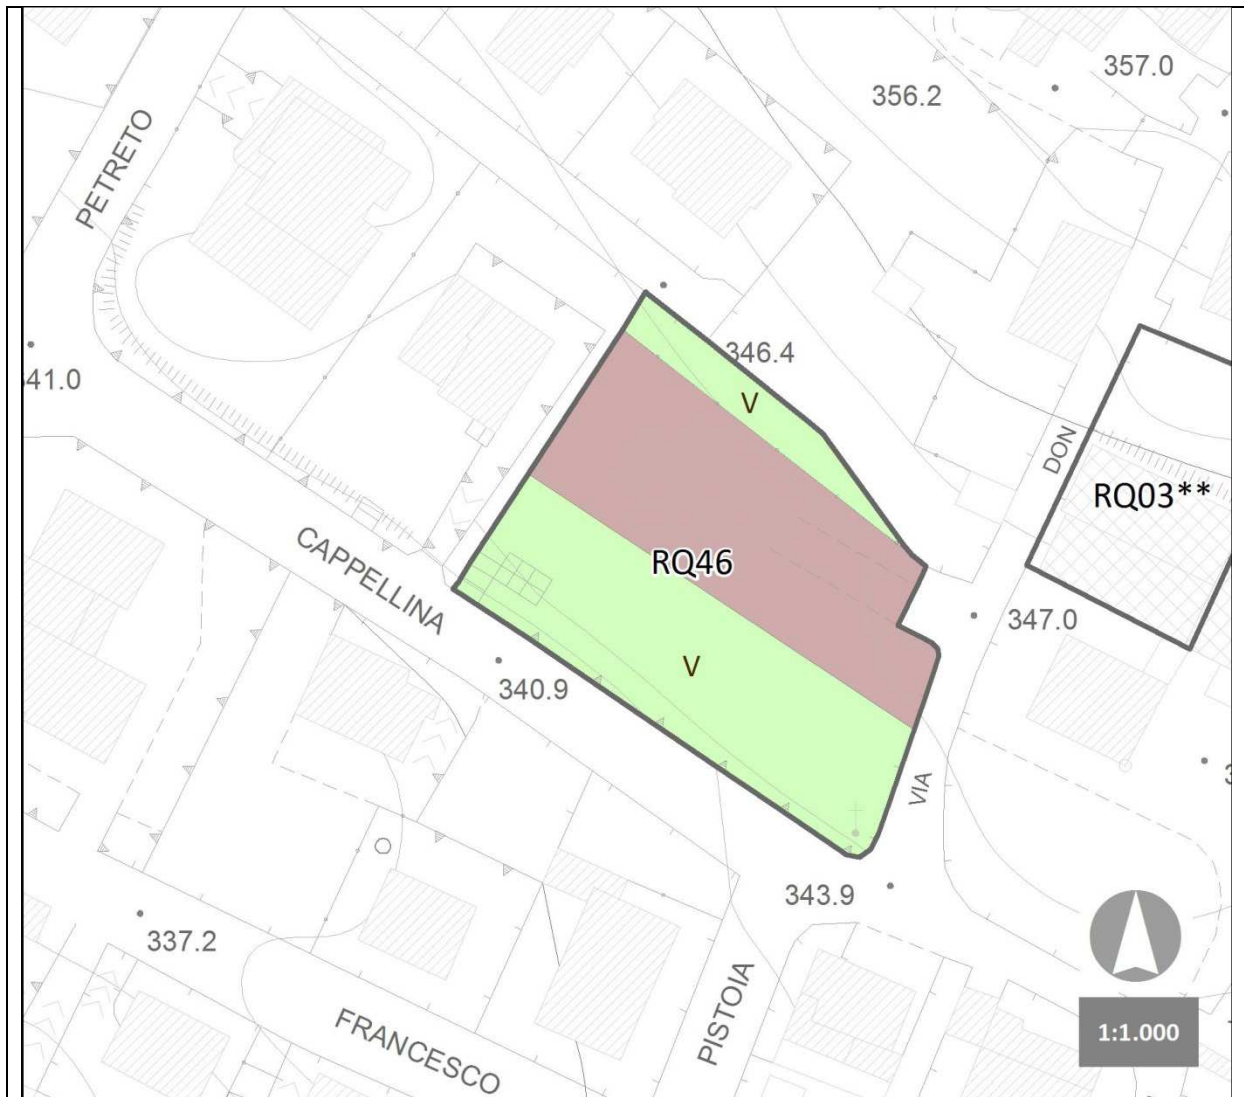 357.0
356.2
PETRETO
346.4
41.0
V
DON
RQ03**
CAPPELLINA
RQ46
347.0
V
340.9
VIA
343.9
337.2
PISTOIA
FRANCESCO
1:1.000